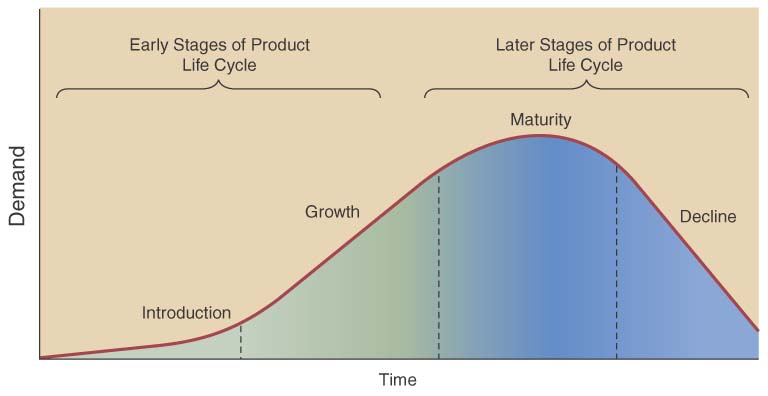 Early Stages of Product
Life Cycle
Later Stages of Product
Life Cycle
Maturity
Growth
Decline
Introduction
Demand
Time